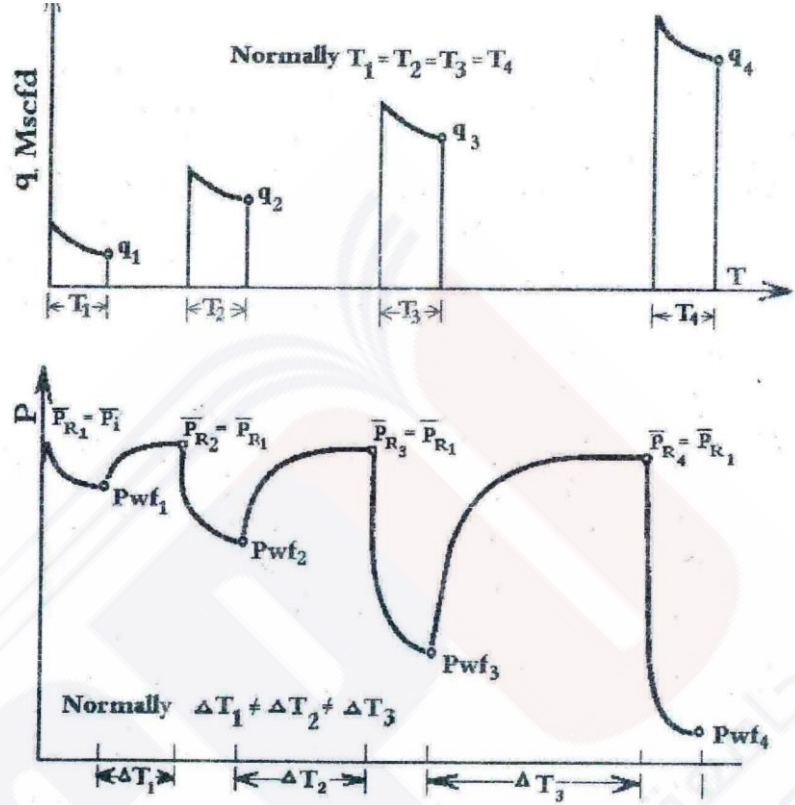 Normally T₁ = T₂ = T₃ = T₄
q Mscfd
q₁
q₂
q₃
q₄
T
T₁
T₂
T₃
T₄
P
P̅R₁ = P̅i
P̅R₂ = P̅R₁
P̅R₃ = P̅R₁
P̅R₄ = P̅R₁
Pwf₁
Pwf₂
Pwf₃
Pwf₄
Normally ΔT₁ ≠ ΔT₂ ≠ ΔT₃
ΔT₁
ΔT₂
ΔT₃